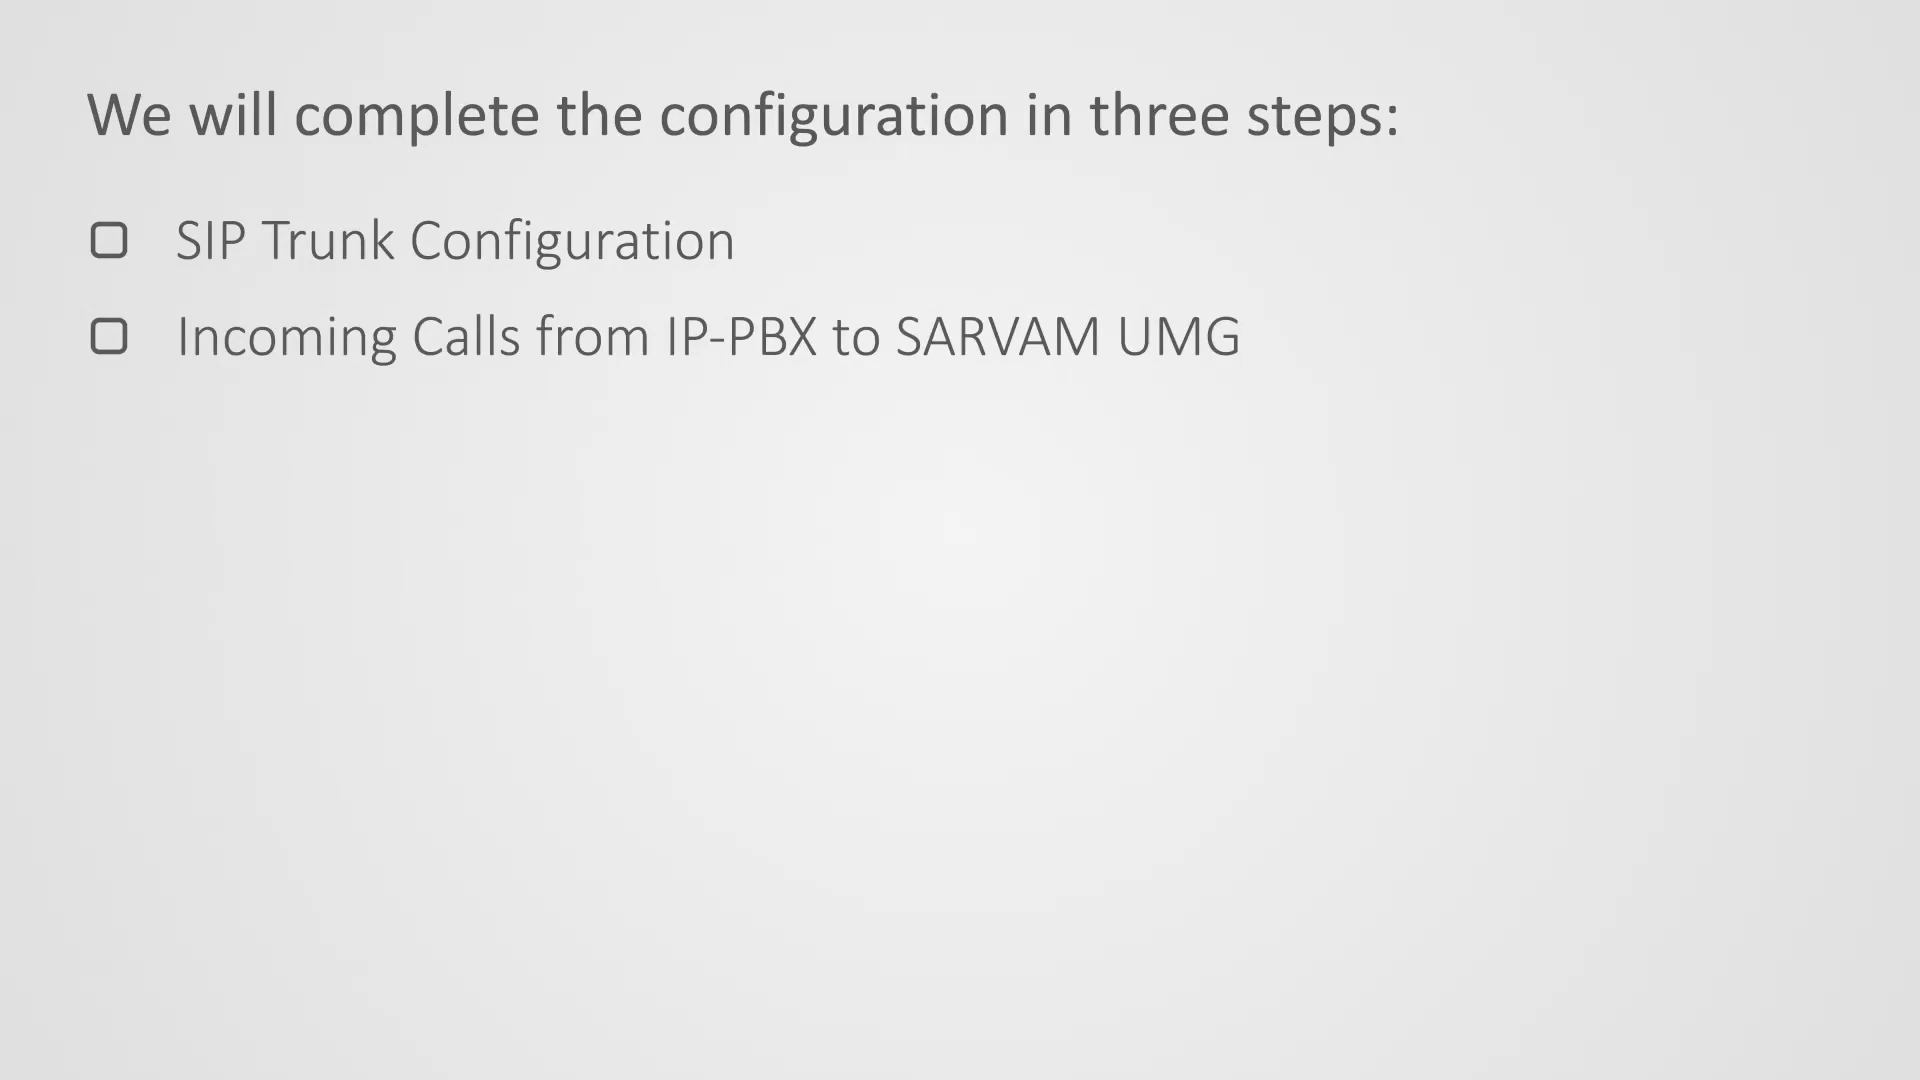 We will complete the configuration in three steps:
SIP Trunk Configuration
Incoming Calls from IP-PBX to SARVAM UMG